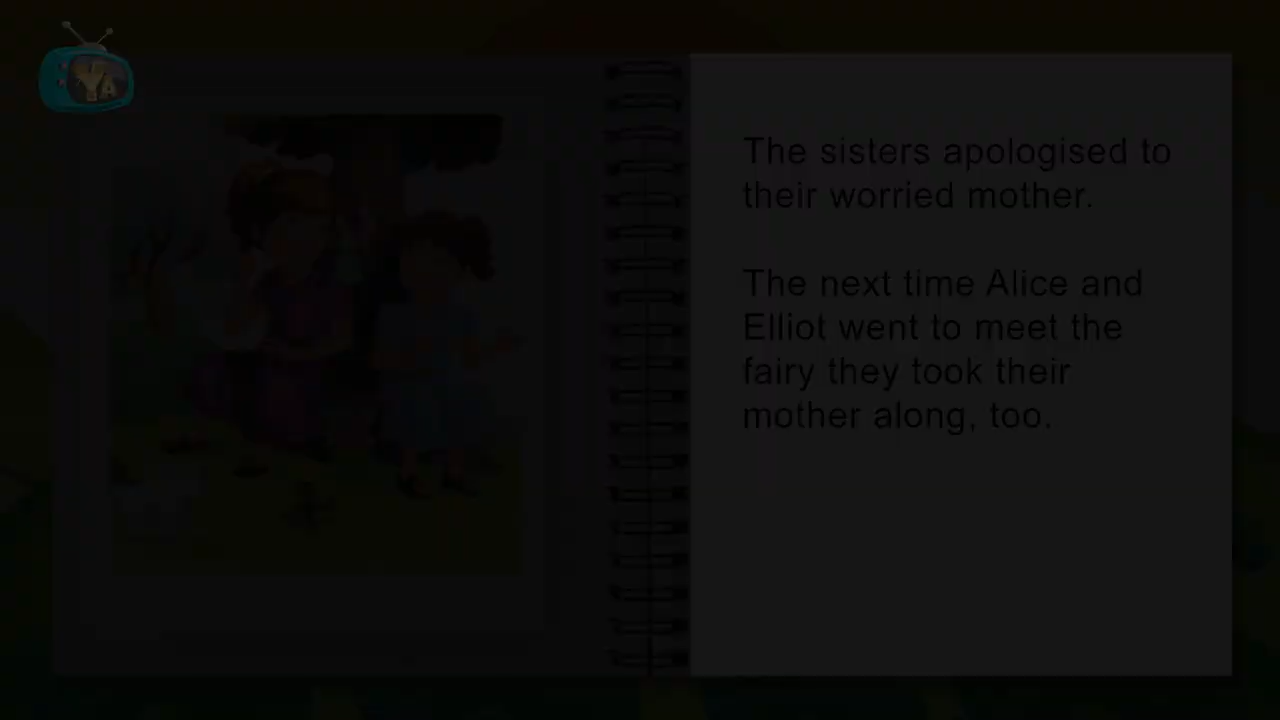 YA
The sisters apologised to
their worried mother.
The next time Alice and
Elliot went to meet the
fairy they took their
mother along, too.